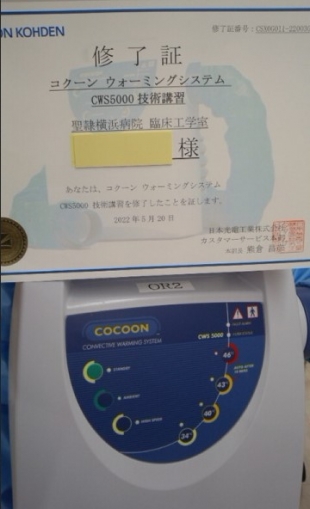 ON KOHDEN
修了証番号:
修了証
コクーン ウォーミングシステム
CWS5000 技術講習
聖隷横浜病院 臨床工学室
様
あなたは、コクーン ウォーミングシステム
CWS5000 技術講習を修了したことを証します。
2022年5月20日
日本光電工業株式会社
カスタマーサービス本部
OR2
COCOON
CONVECTIVE WARMING SYSTEM
CWS 5000
STANDBY
46°
43°
40°
34°